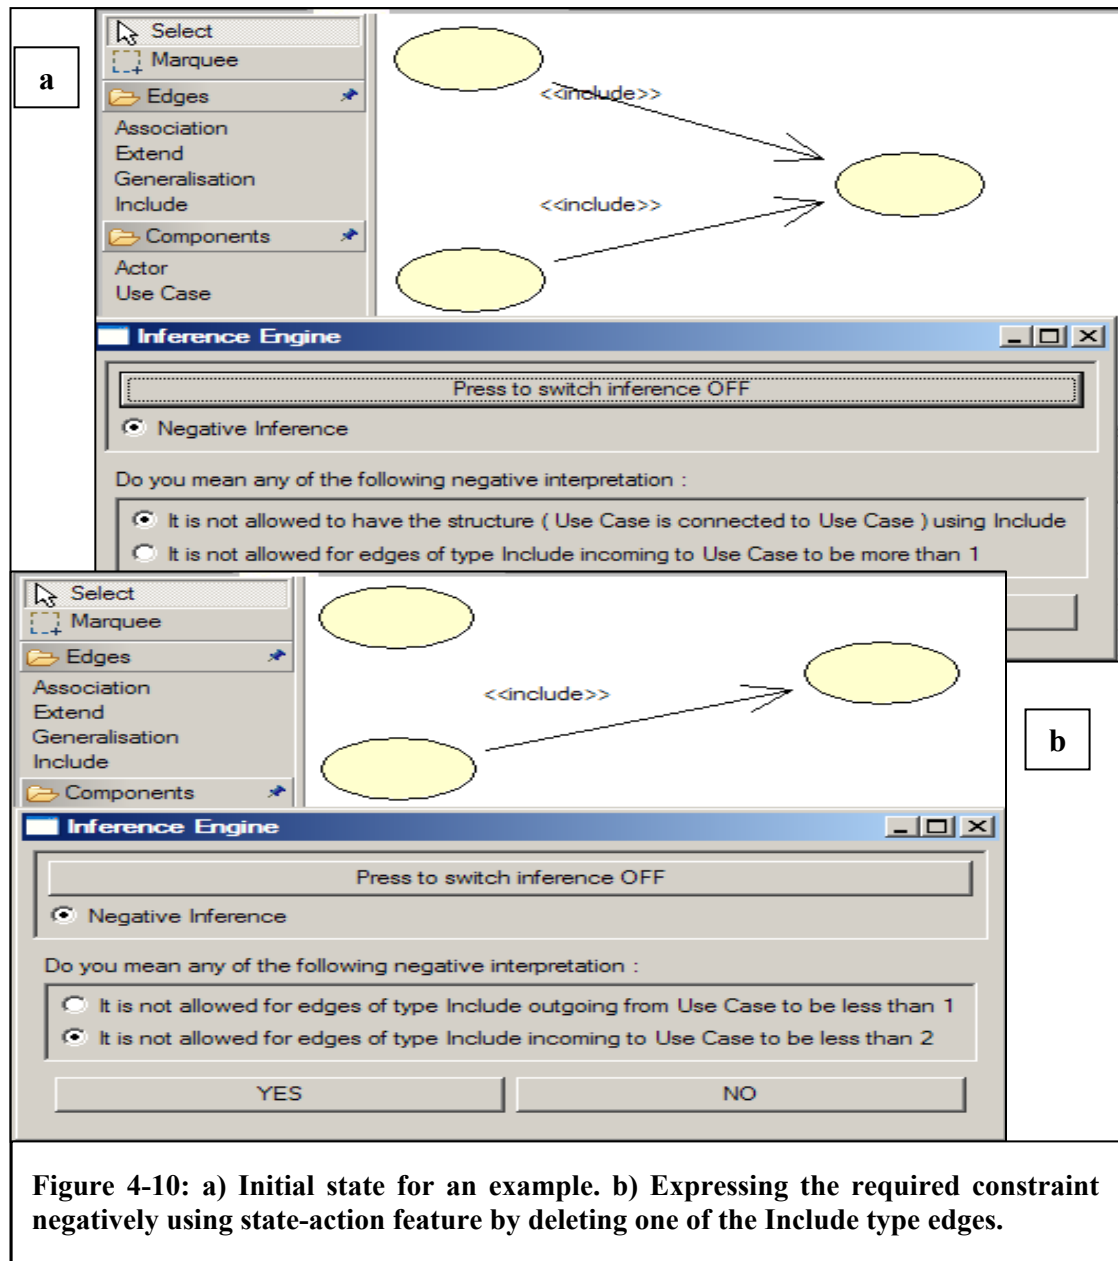 a
Select
Marquee
Edges
Association
Extend
Generalisation
Include
Components
Actor
Use Case
<<include>>
<<include>>
Inference Engine
Press to switch inference OFF
Negative Inference
Do you mean any of the following negative interpretation :
It is not allowed to have the structure ( Use Case is connected to Use Case ) using Include
It is not allowed for edges of type Include incoming to Use Case to be more than 1
b
Select
Marquee
Edges
Association
Extend
Generalisation
Include
Components
<<include>>
Inference Engine
Press to switch inference OFF
Negative Inference
Do you mean any of the following negative interpretation :
It is not allowed for edges of type Include outgoing from Use Case to be less than 1
It is not allowed for edges of type Include incoming to Use Case to be less than 2
YES NO
Figure 4-10: a) Initial state for an example. b) Expressing the required constraint
negatively using state-action feature by deleting one of the Include type edges.